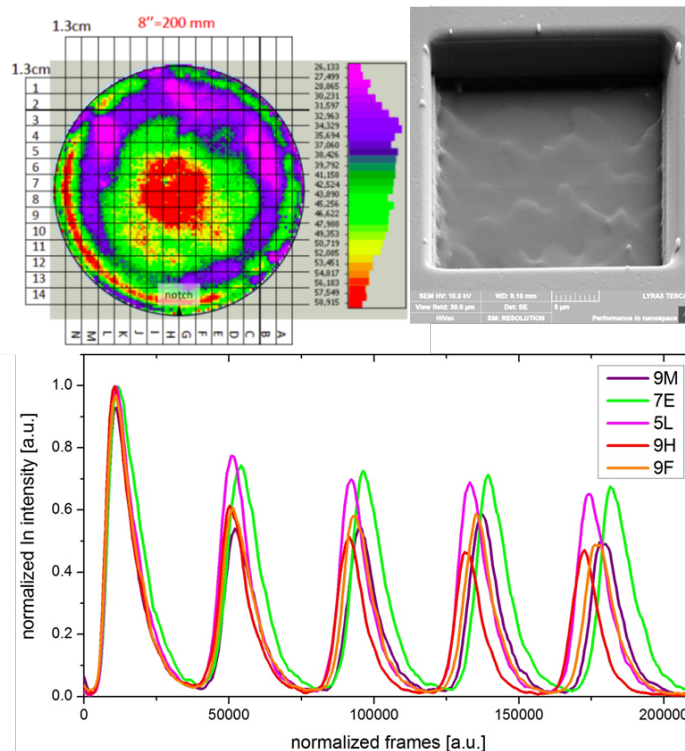 1.3cm
8’’=200 mm
1.3cm
1
2
3
4
5
6
7
8
9
10
11
12
13
14
notch
N M L K J I H G F E D C B A
26,133
27,499
28,865
30,231
31,597
32,963
34,329
35,694
37,060
38,426
39,792
41,158
42,524
43,890
45,256
46,622
47,988
49,353
50,719
52,085
53,451
54,817
56,183
57,549
58,915
SEM HV: 10.0 kV WD: 9.18 mm LYRA3 TESCA
View field: 30.0 µm Det: SE 5 µm
HiVac SM: RESOLUTION Performance in nanospace
normalized In intensity [a.u.]
1.0
0.8
0.6
0.4
0.2
0.0
9M
7E
5L
9H
9F
0 50000 100000 150000 200000
normalized frames [a.u.]